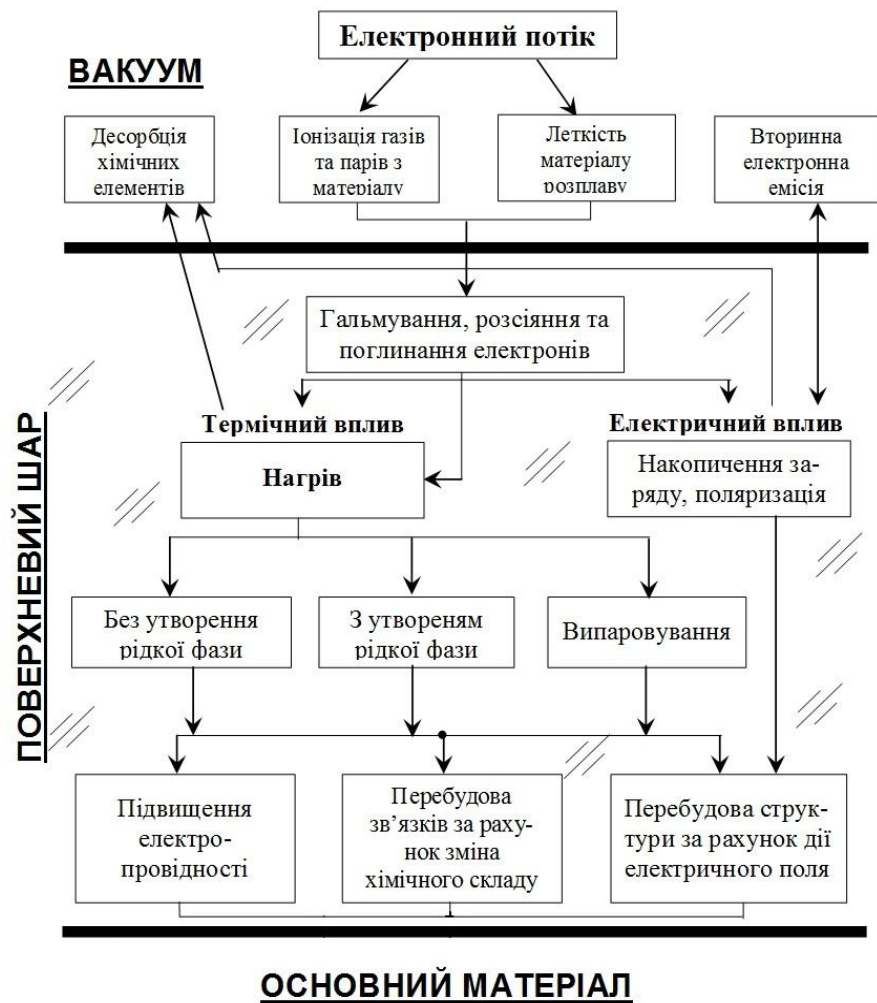 Електронний потік
ВАКУУМ
Десорбція
хімічних
елементів
Іонізація газів
та парів з
матеріалу
Леткість
матеріалу
розплаву
Вторинна
електронна
емісія
Гальмування, розсіяння та
поглинання електронів
Термічний вплив
Електричний вплив
Нагрів
Накопичення за-
ряду, поляризація
ПОВЕРХНЕВИЙ ШАР
Без утворення
рідкої фази
З утвореням
рідкої фази
Випаровування
Підвищення
електро-
провідності
Перебудова
зв’язків за раху-
нок зміна
хімічного складу
Перебудова струк-
тури за рахунок дії
електричного поля
ОСНОВНИЙ МАТЕРІАЛ